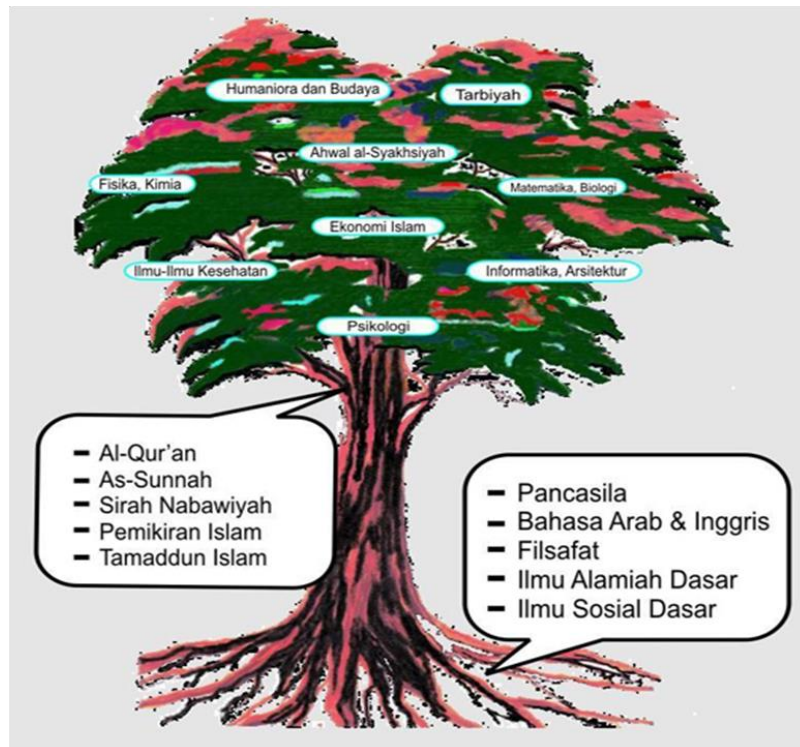 Humaniora dan Budaya
Tarbiyah
Ahwal al-Syakhsiyah
Fisika, Kimia
Matematika, Biologi
Ekonomi Islam
Ilmu-Ilmu Kesehatan
Informatika, Arsitektur
Psikologi
- Al-Qur'an
- As-Sunnah
- Sirah Nabawiyah
- Pemikiran Islam
- Tamaddun Islam
- Pancasila
- Bahasa Arab & Inggris
- Filsafat
- Ilmu Alamiah Dasar
- Ilmu Sosial Dasar